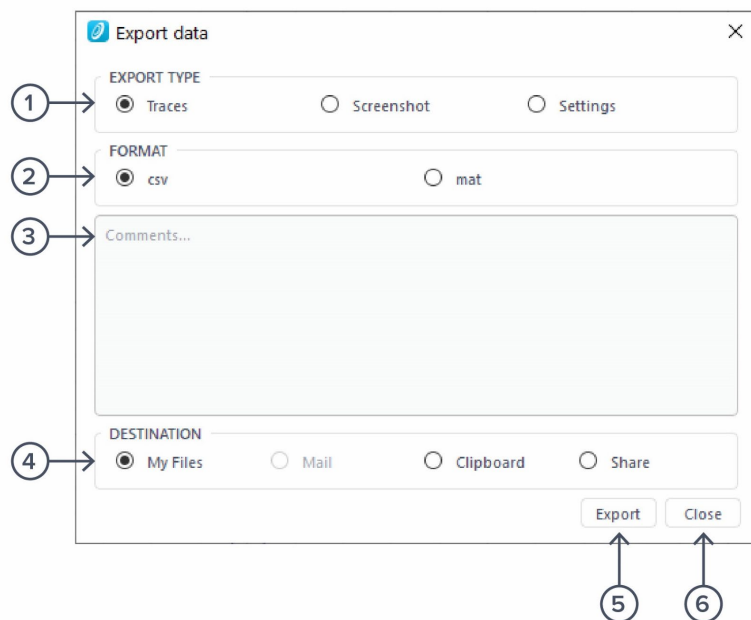 Export data
EXPORT TYPE
1 Traces Screenshot Settings
FORMAT
2 csv mat
3 Comments...
DESTINATION
4 My Files Mail Clipboard Share
Export Close
5 6